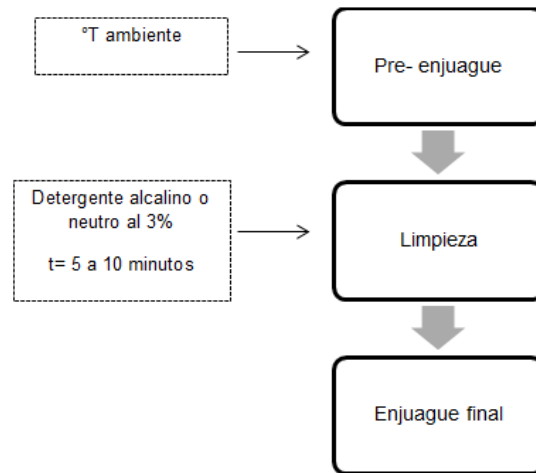 °T ambiente
Pre- enjuague
Detergente alcalino o
neutro al 3%
t= 5 a 10 minutos
Limpieza
Enjuague final